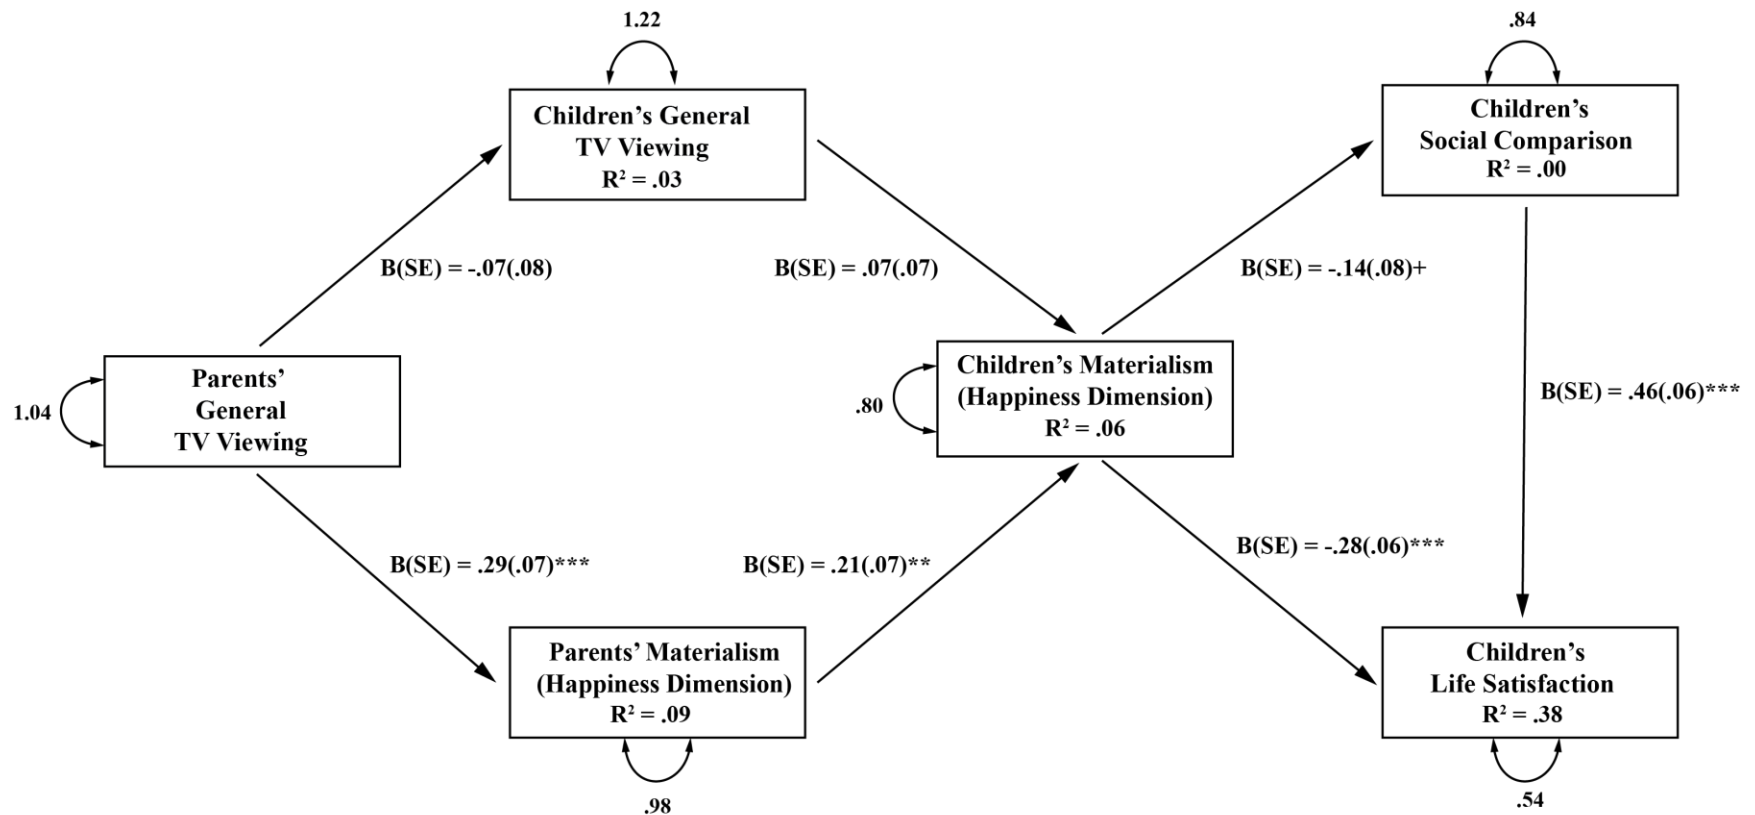 1.22
.84
Children’s General
TV Viewing
R² = .03
Children’s
Social Comparison
R² = .00
B(SE) = -.07(.08)
B(SE) = .07(.07)
B(SE) = -.14(.08)+
Parents’
General
TV Viewing
1.04
Children’s Materialism
(Happiness Dimension)
R² = .06
.80
B(SE) = .46(.06)***
B(SE) = .29(.07)***
B(SE) = .21(.07)**
B(SE) = -.28(.06)***
Parents’ Materialism
(Happiness Dimension)
R² = .09
Children’s
Life Satisfaction
R² = .38
.98
.54